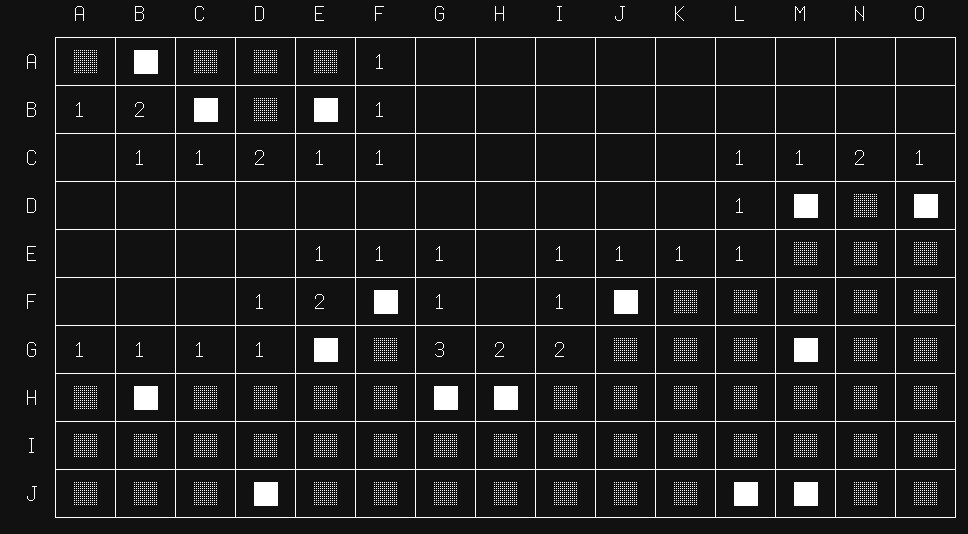 A B C D E F G H I J K L M N O
A 1
B 1 2 1
C 1 1 2 1 1 1 1 2 1
D 1
E 1 1 1 1 1 1 1
F 1 2 1 1
G 1 1 1 1 3 2 2
H
I
J